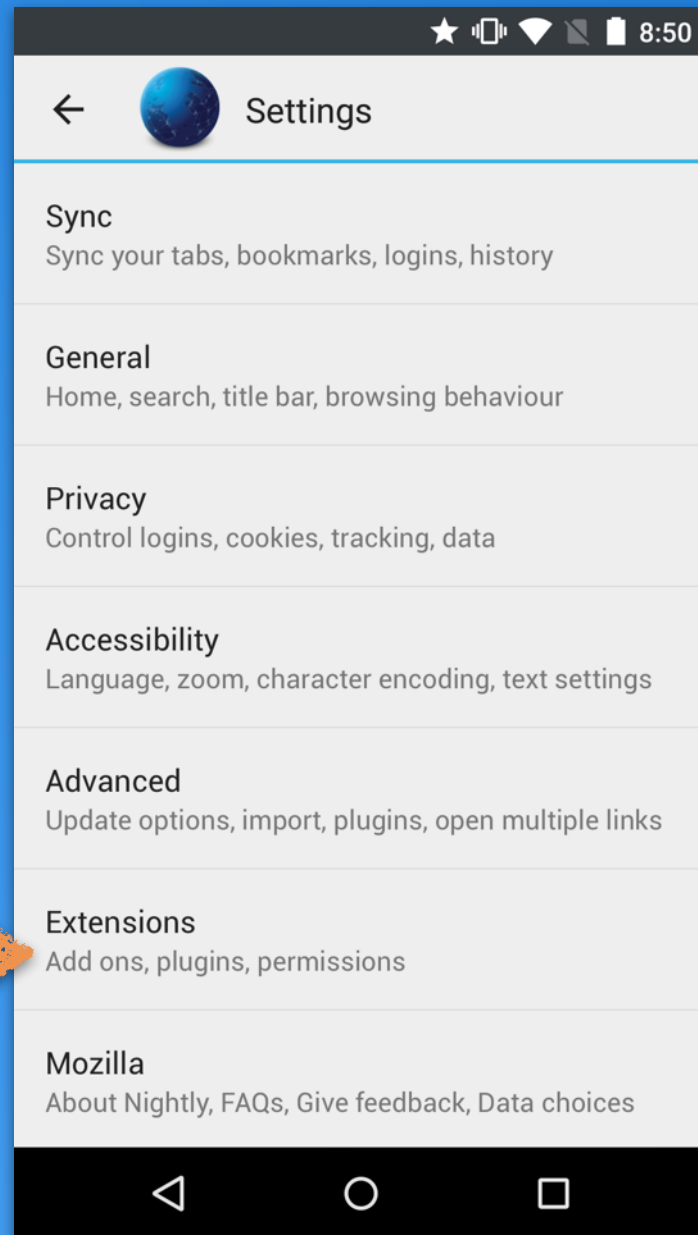 8:50
Settings
Sync
Sync your tabs, bookmarks, logins, history
General
Home, search, title bar, browsing behaviour
Privacy
Control logins, cookies, tracking, data
Accessibility
Language, zoom, character encoding, text settings
Advanced
Update options, import, plugins, open multiple links
Extensions
Add ons, plugins, permissions
Mozilla
About Nightly, FAQs, Give feedback, Data choices